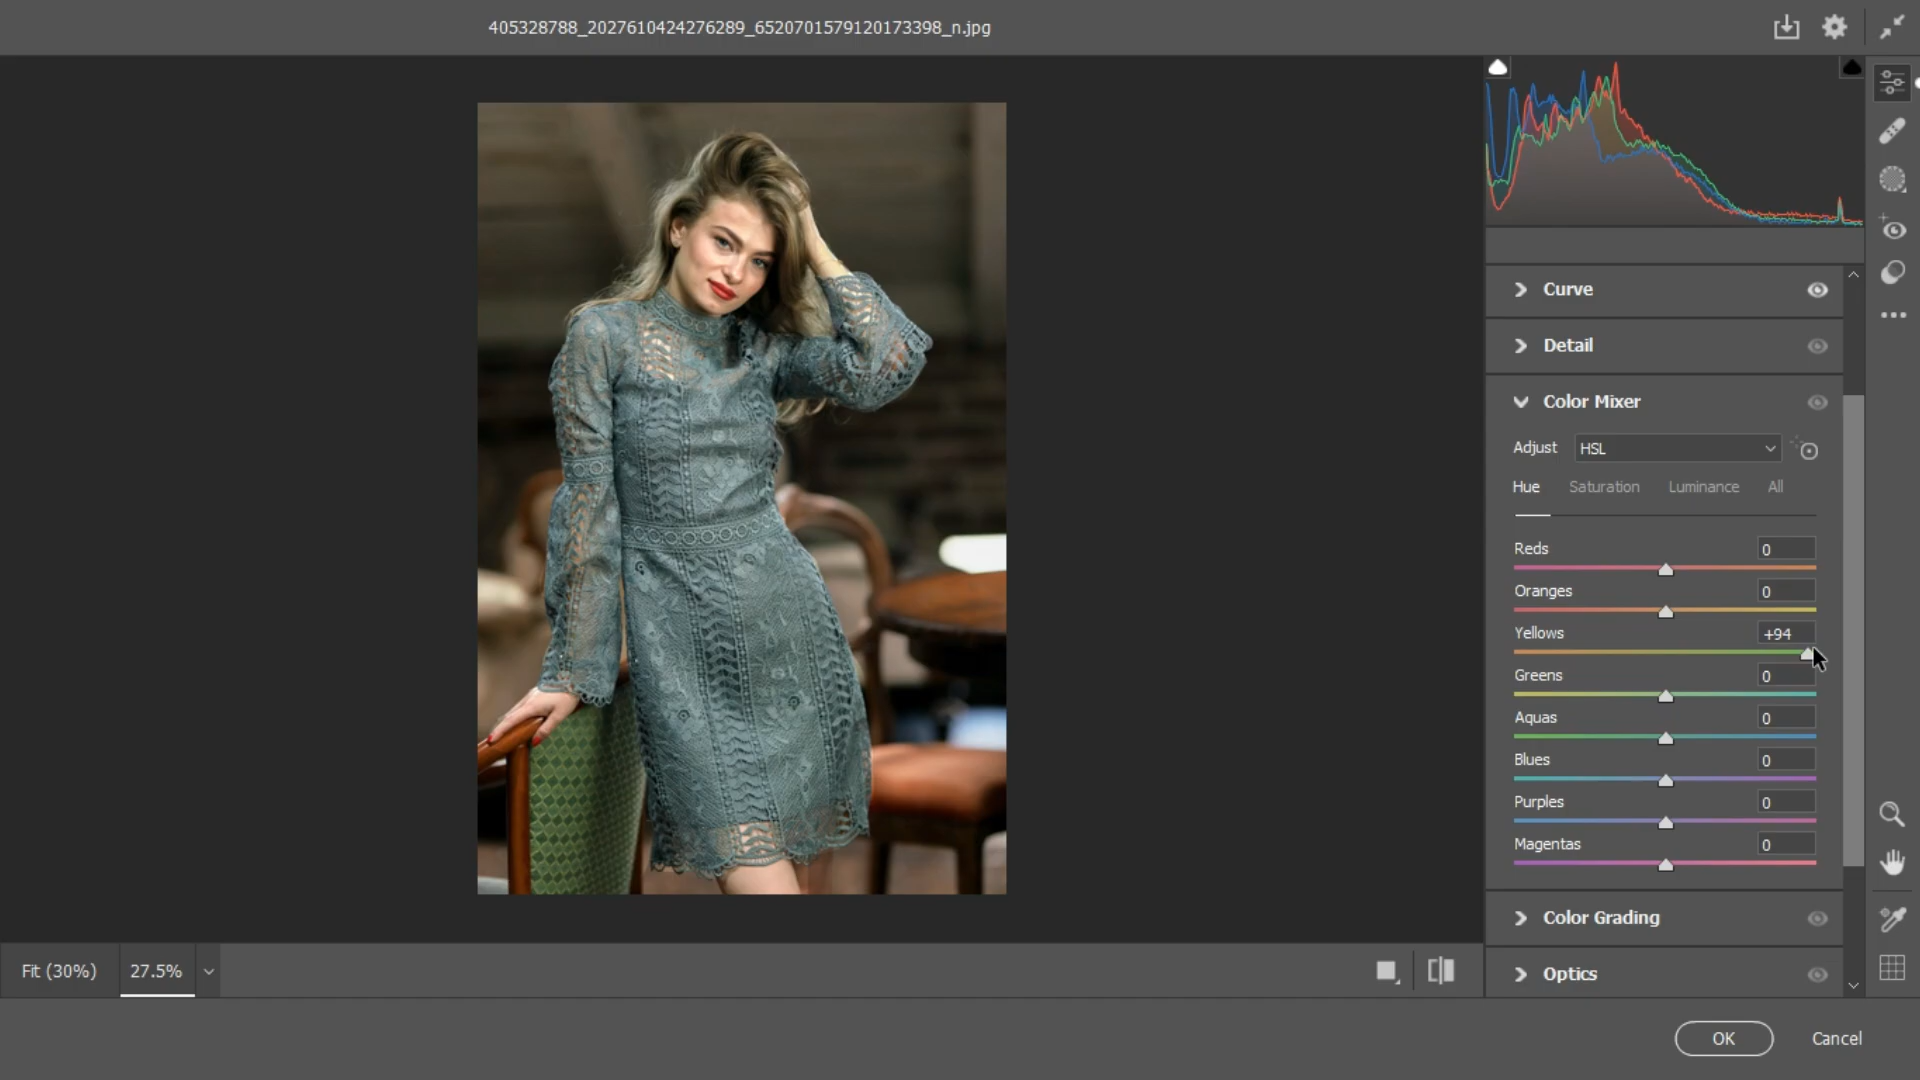 405328788_2027610424276289_6520701579120173398_n.jpg
Curve
Detail
Color Mixer
Adjust HSL
Hue Saturation Luminance All
Reds 0
Oranges 0
Yellows +94
Greens 0
Aquas 0
Blues 0
Purples 0
Magentas 0
Color Grading
Optics
Fit (30%) 27.5%
OK Cancel